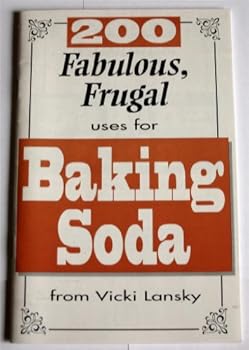 200
Fabulous,
Frugal
uses for
Baking
Soda
from Vicki Lansky